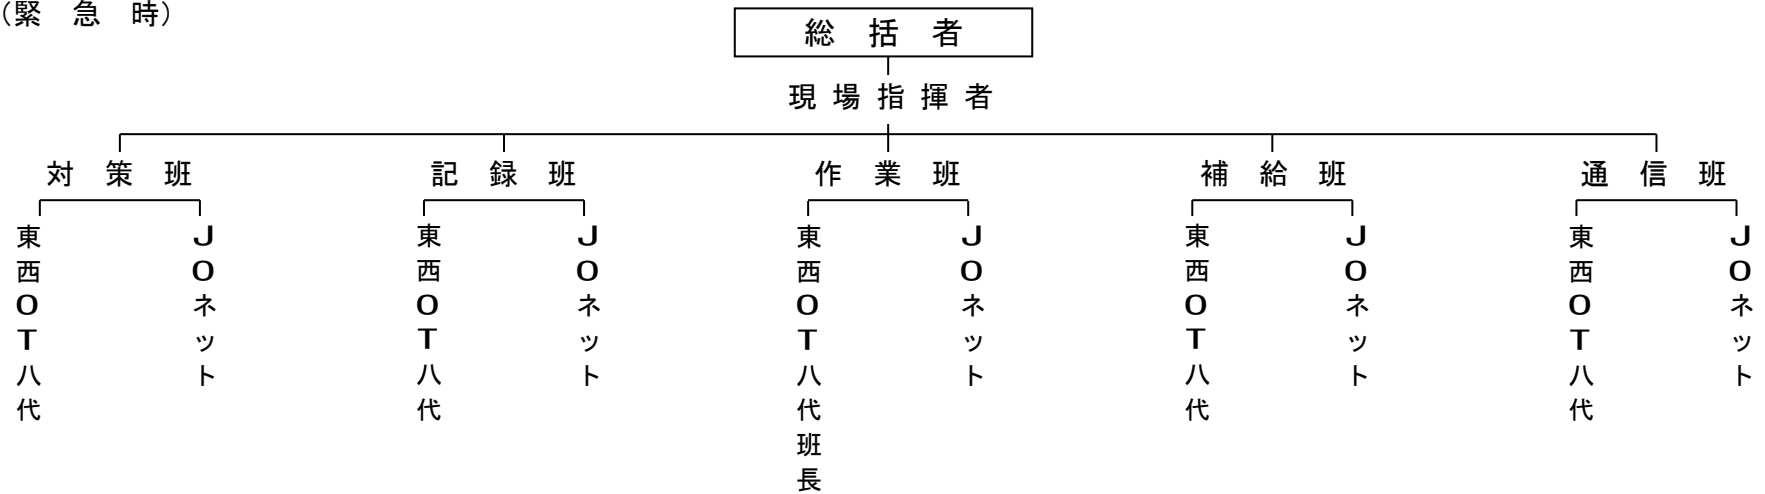 （緊　急　時）
総　括　者
現 場 指 揮 者
対　策　班
記　録　班
作　業　班
補　給　班
通　信　班
東西ＯＴ八代
ＪＯネット
東西ＯＴ八代
ＪＯネット
東西ＯＴ八代班長
ＪＯネット
東西ＯＴ八代
ＪＯネット
東西ＯＴ八代
ＪＯネット